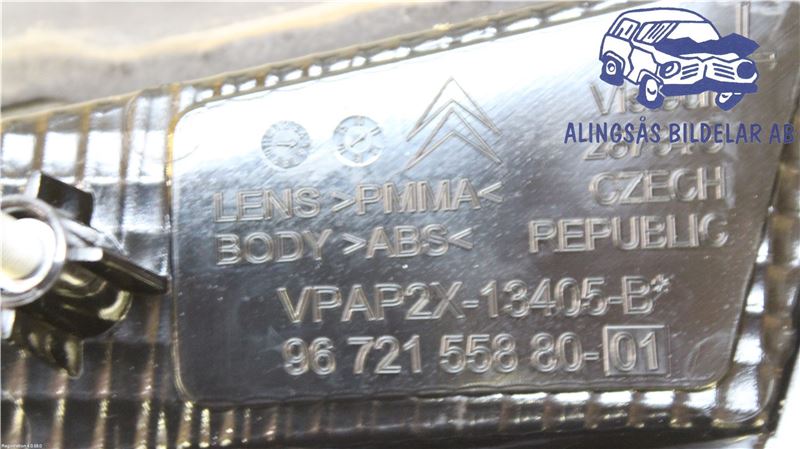 ALINGSÅS BILDELAR AB
LENS >PMMA< CZECH
BODY >ABS< REPUBLIC
VPAP2X-13405-B*
96 721 558 80-01